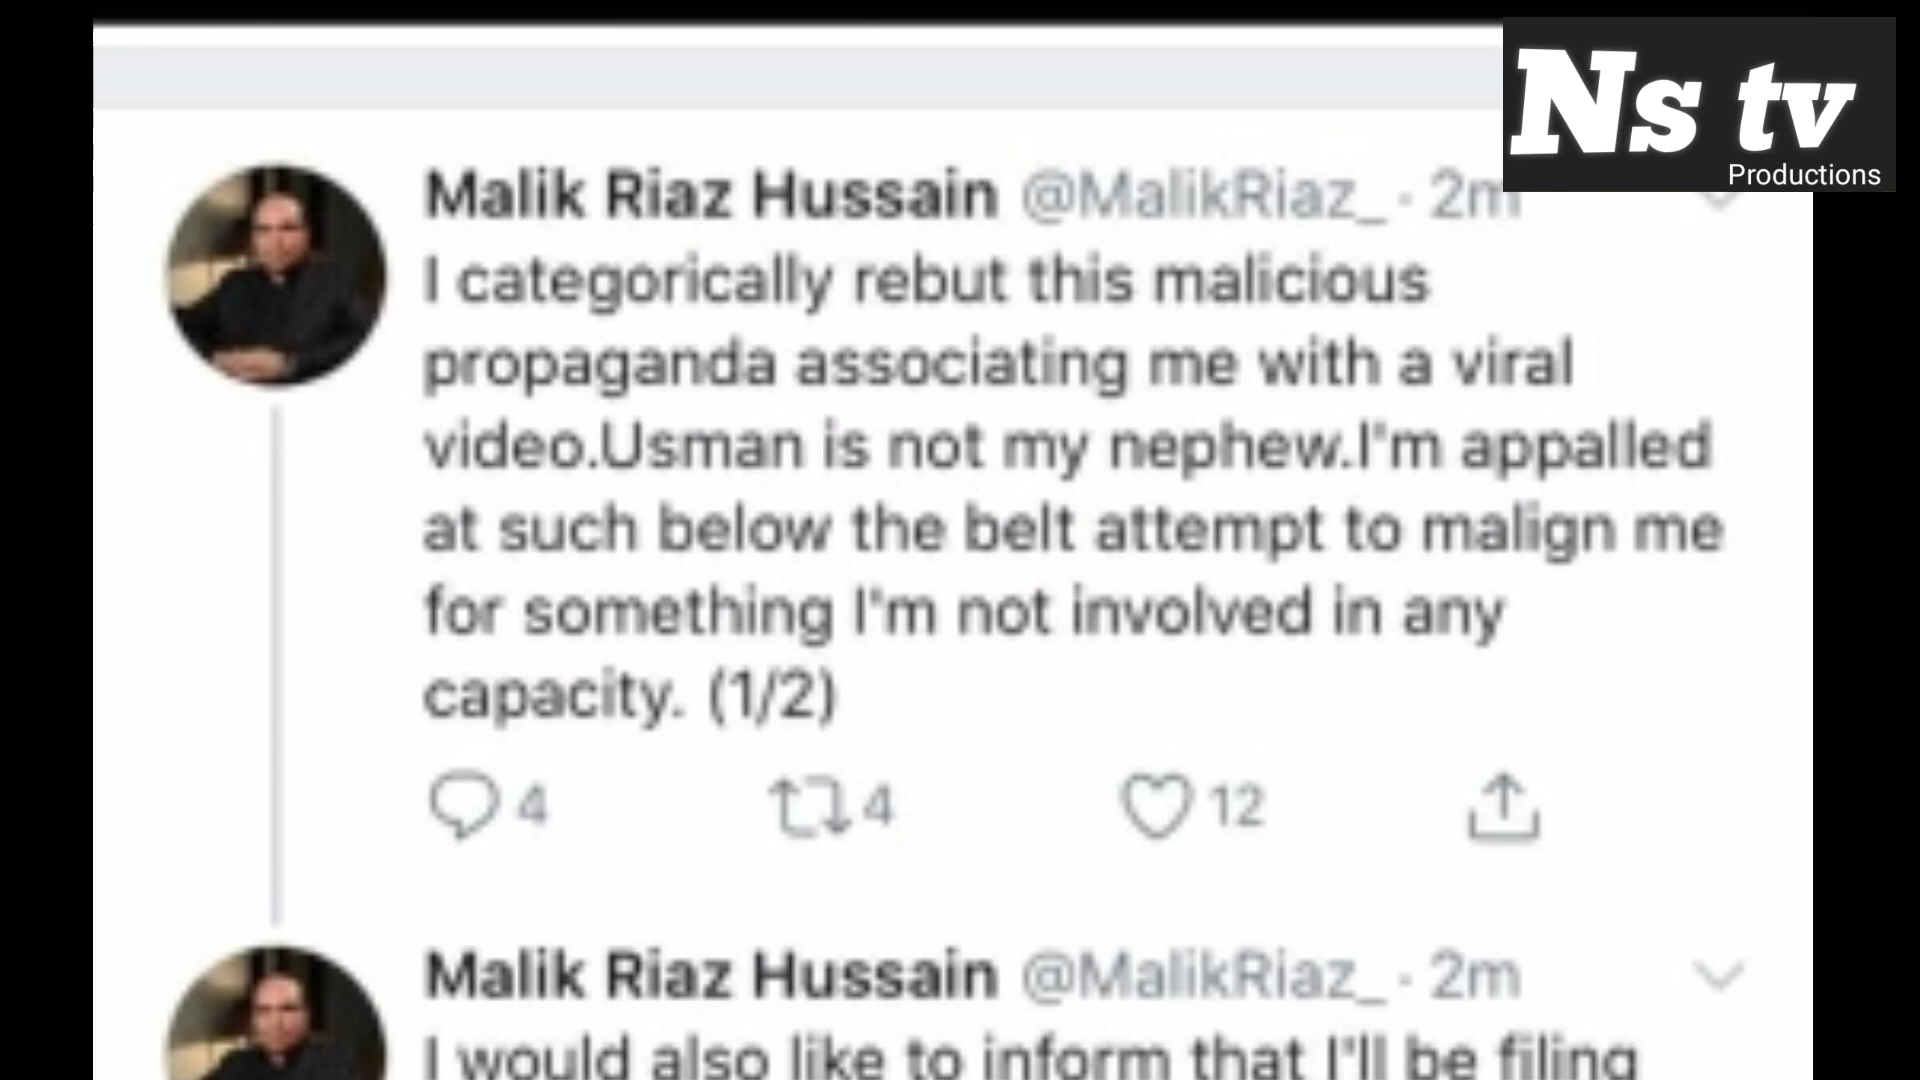 Ns tv
Productions
Malik Riaz Hussain @MalikRiaz_ · 2m
I categorically rebut this malicious
propaganda associating me with a viral
video.Usman is not my nephew.I'm appalled
at such below the belt attempt to malign me
for something I'm not involved in any
capacity. (1/2)
4 4 12
Malik Riaz Hussain @MalikRiaz_ · 2m
I would also like to inform that I'll be filing